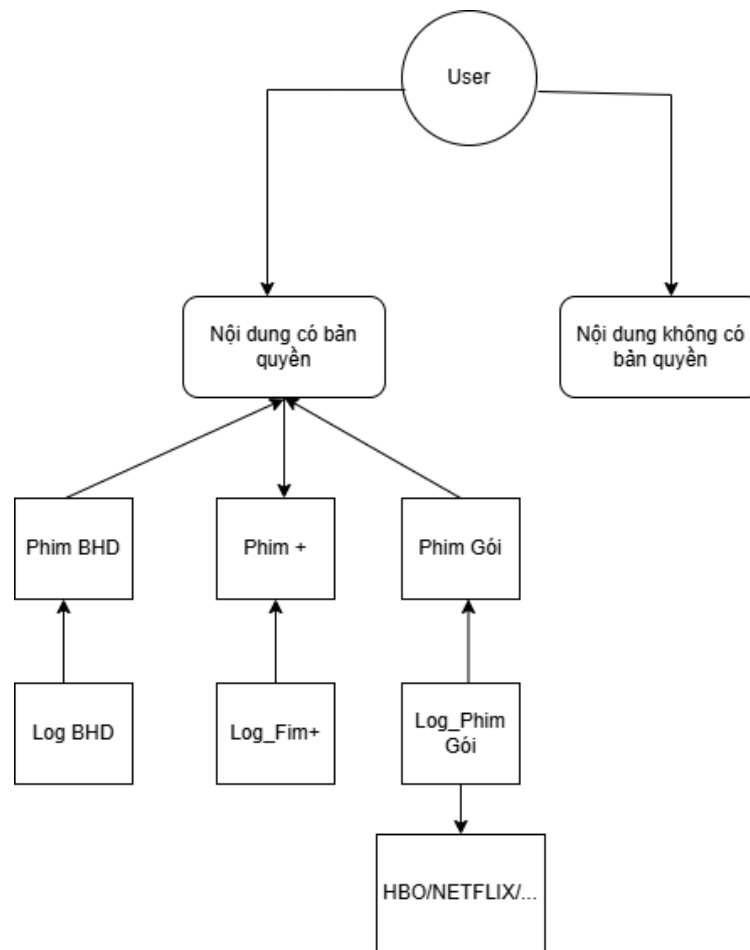 User
Nội dung có bản
quyền
Nội dung không có
bản quyền
Phim BHD
Phim +
Phim Gói
Log BHD
Log_Fim+
Log_Phim
Gói
HBO/NETFLIX/...